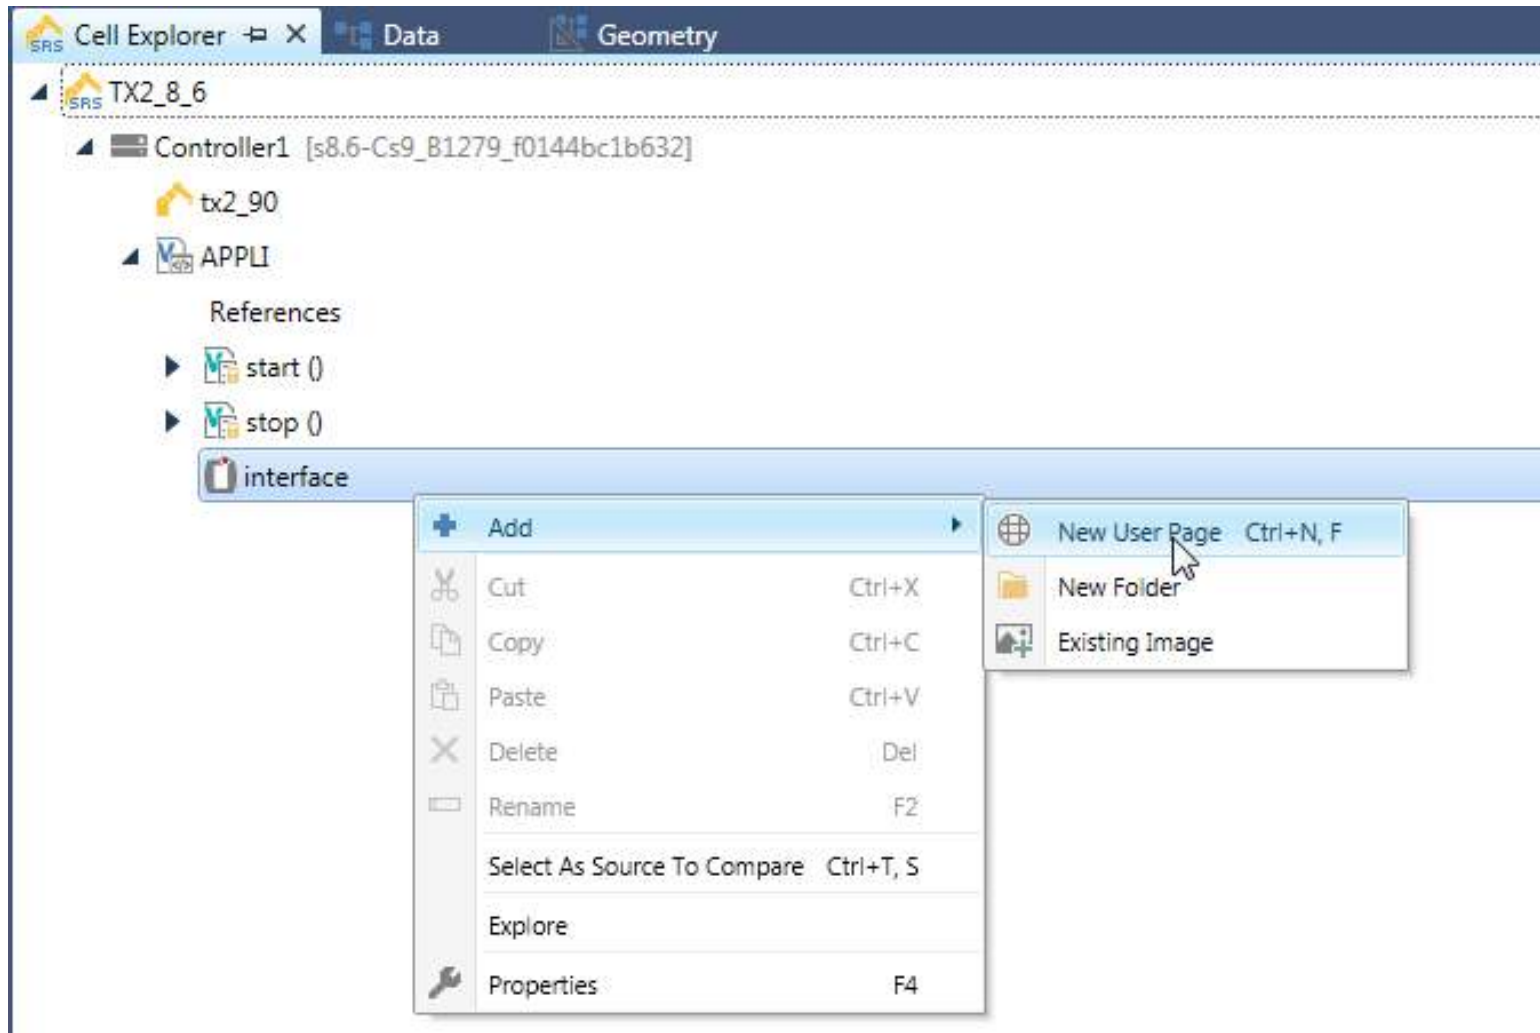 SRS Cell Explorer Data Geometry
SRS TX2_8_6
Controller1 [s8.6-Cs9_B1279_f0144bc1b632]
tx2_90
APPLI
References
start ()
stop ()
interface
Add
New User Page Ctrl+N, F
Cut Ctrl+X
New Folder
Copy Ctrl+C
Existing Image
Paste Ctrl+V
Delete Del
Rename F2
Select As Source To Compare Ctrl+T, S
Explore
Properties F4